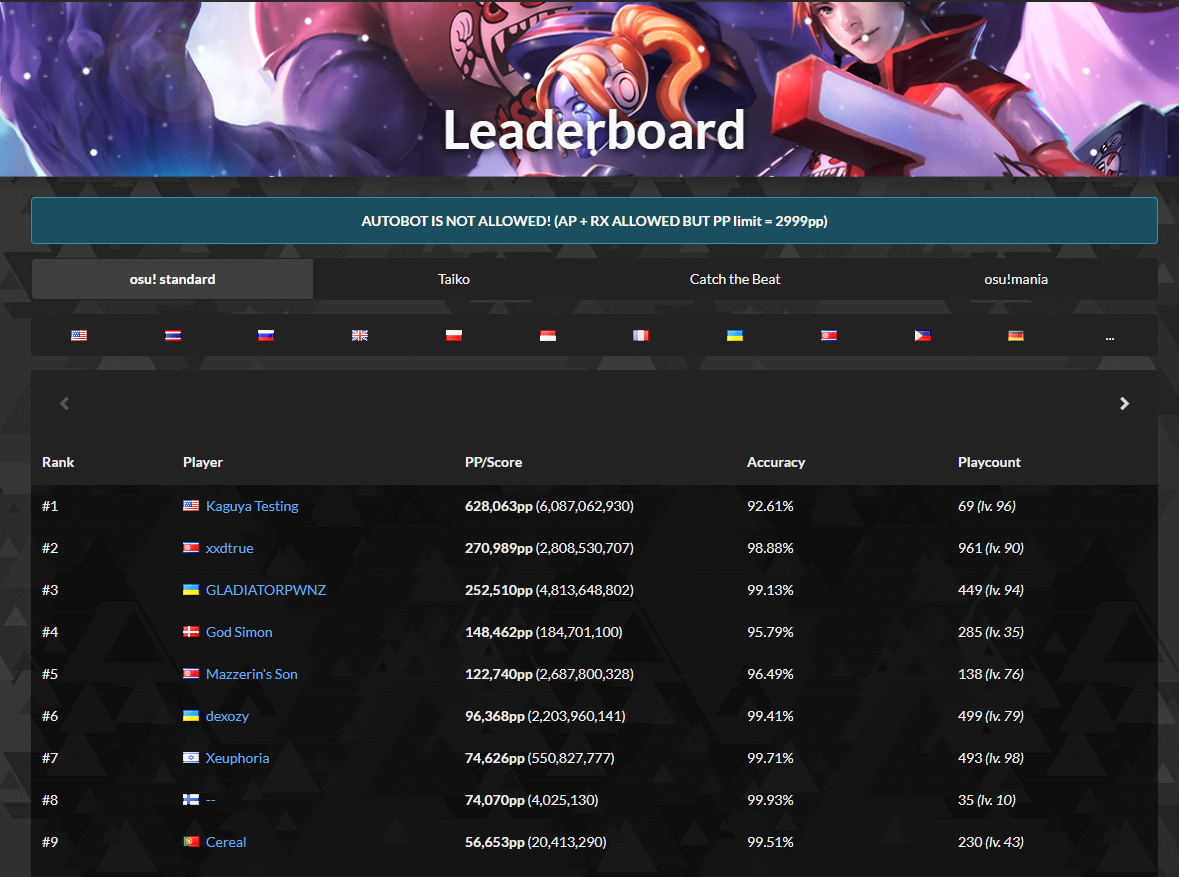 Leaderboard
AUTOBOT IS NOT ALLOWED! (AP + RX ALLOWED BUT PP limit = 2999pp)
osu! standard Taiko Catch the Beat osu!mania
...
Rank Player PP/Score Accuracy Playcount
#1 Kaguya Testing 628,063pp (6,087,062,930) 92.61% 69 (lv. 96)
#2 xxdtrue 270,989pp (2,808,530,707) 98.88% 961 (lv. 90)
#3 GLADIATORPWNZ 252,510pp (4,813,648,802) 99.13% 449 (lv. 94)
#4 God Simon 148,462pp (184,701,100) 95.79% 285 (lv. 35)
#5 Mazzerin's Son 122,740pp (2,687,800,328) 96.49% 138 (lv. 76)
#6 dexozy 96,368pp (2,203,960,141) 99.41% 499 (lv. 79)
#7 Xeuphoria 74,626pp (550,827,777) 99.71% 493 (lv. 98)
#8 -- 74,070pp (4,025,130) 99.93% 35 (lv. 10)
#9 Cereal 56,653pp (20,413,290) 99.51% 230 (lv. 43)